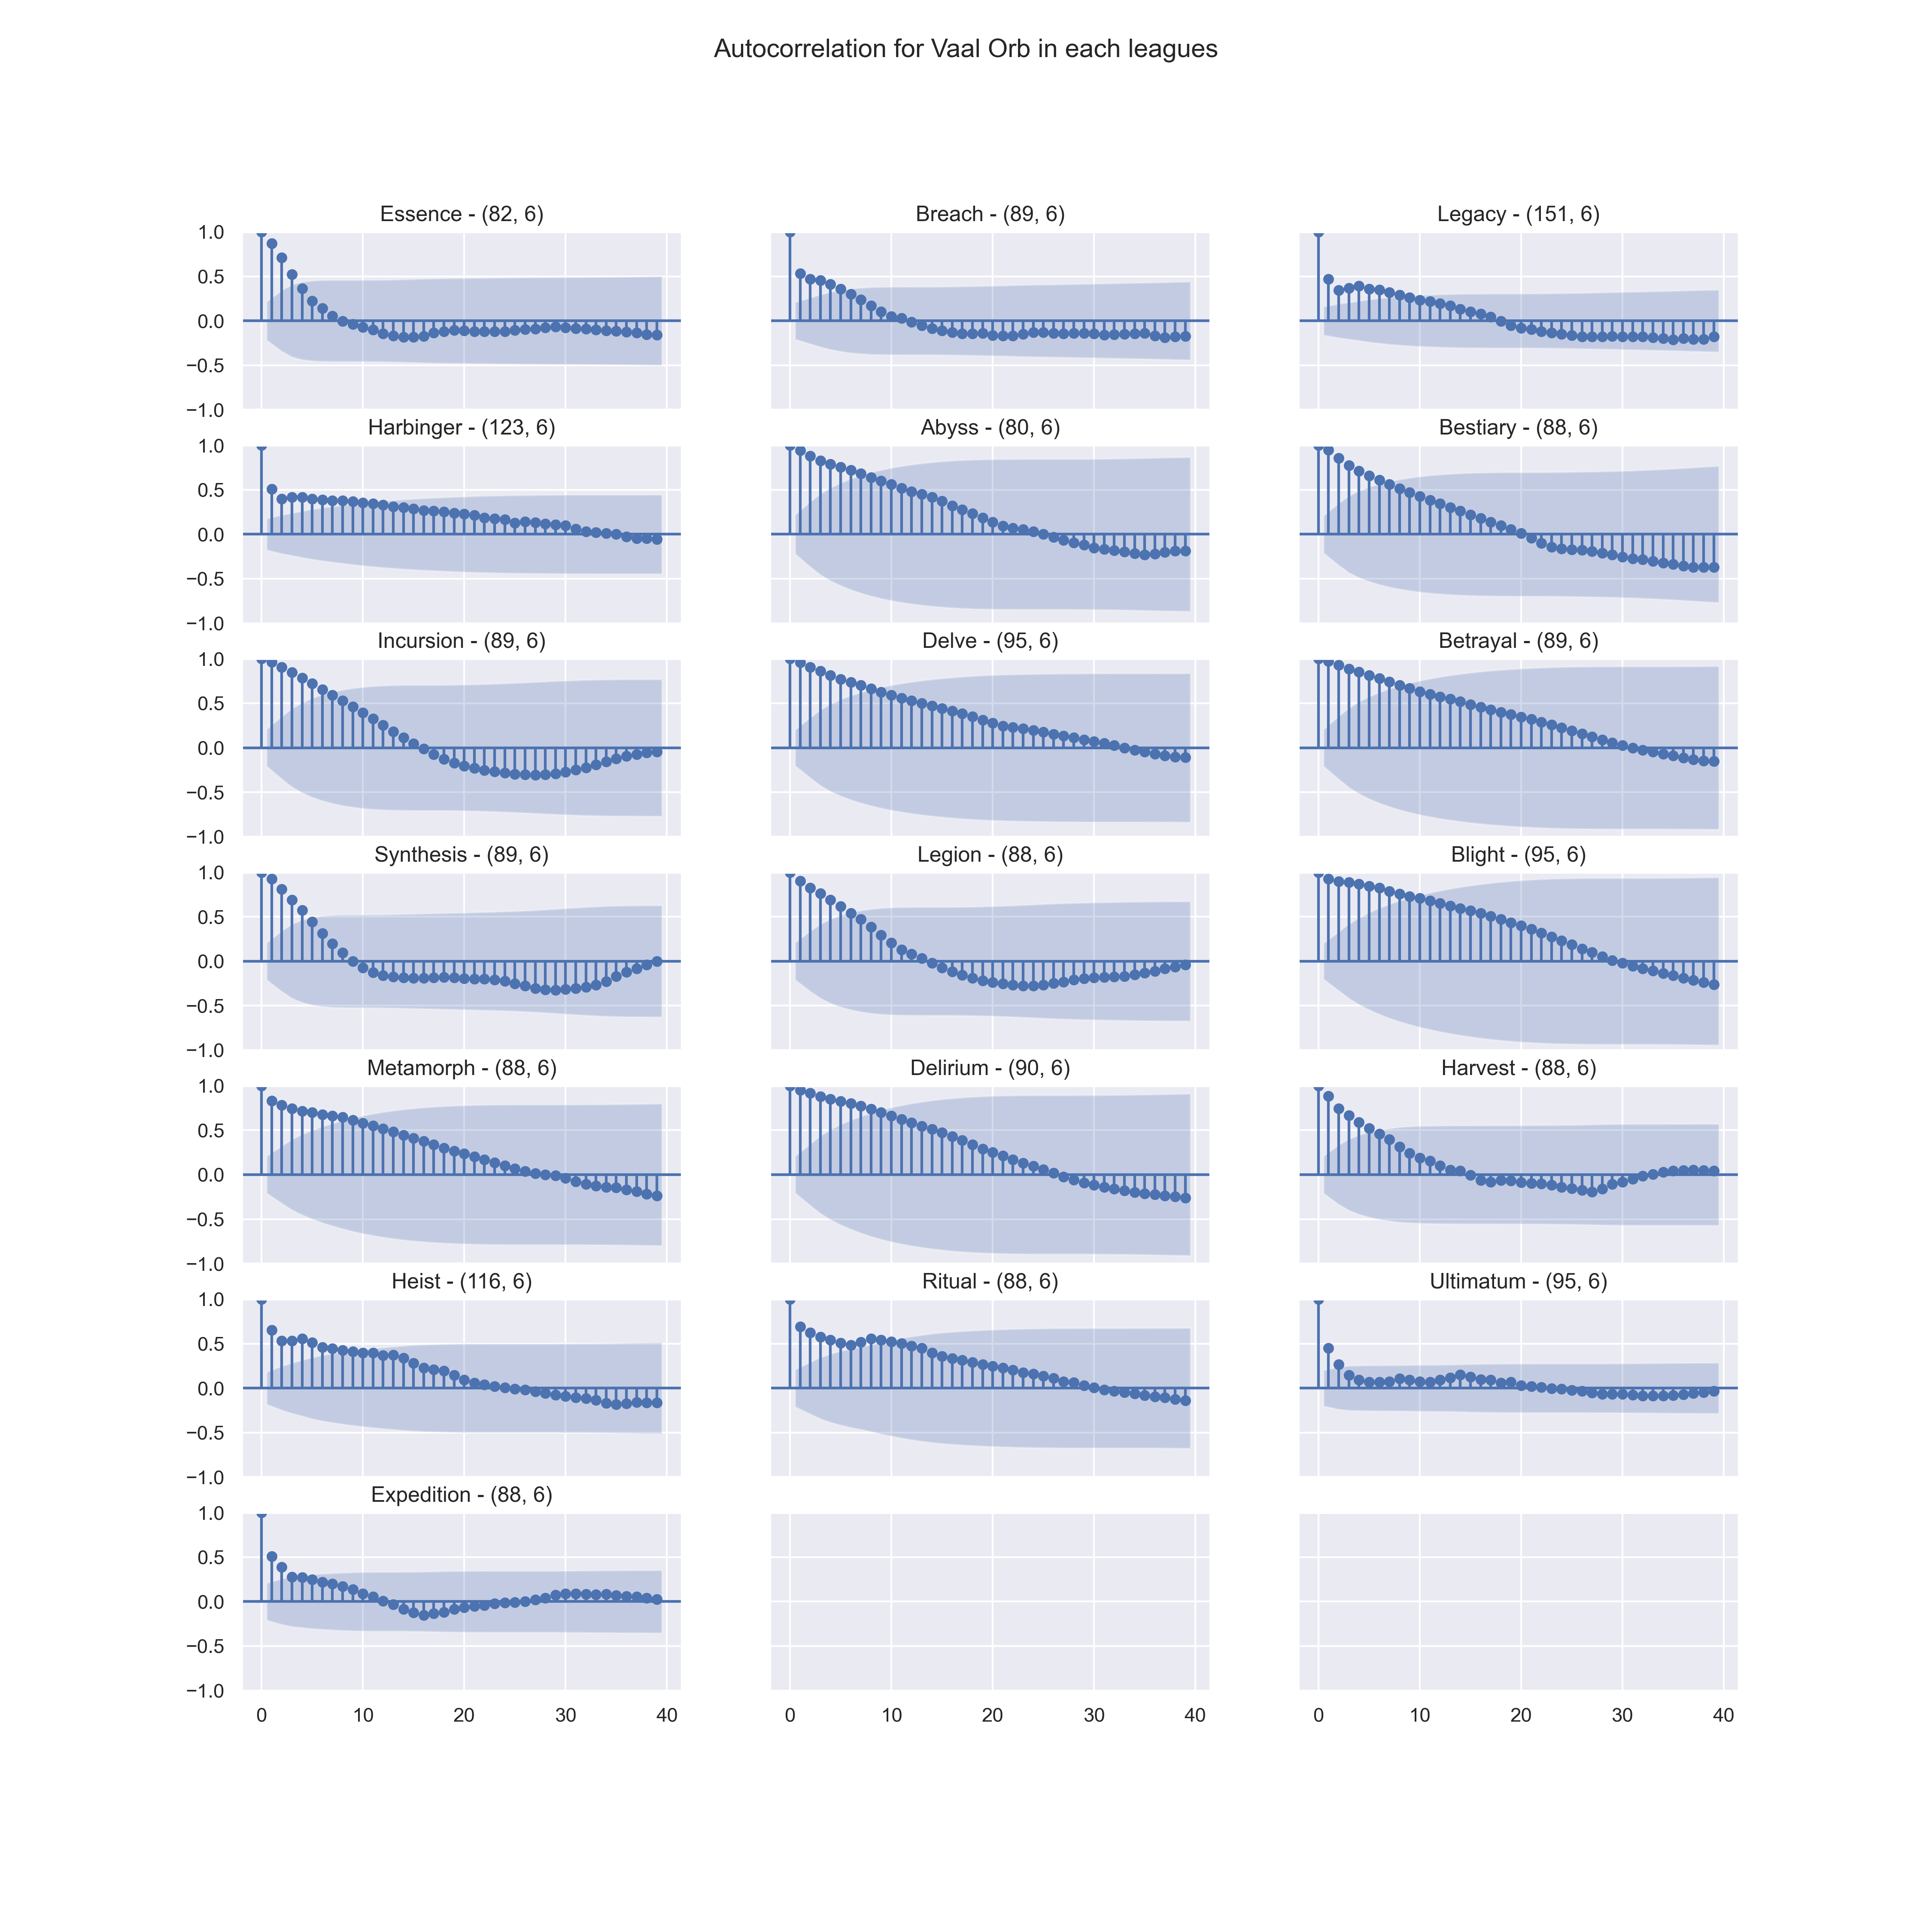 Autocorrelation for Vaal Orb in each leagues
Essence - (82, 6)
Breach - (89, 6)
Legacy - (151, 6)
1.0
0.5
0.0
−0.5
−1.0
Harbinger - (123, 6)
Abyss - (80, 6)
Bestiary - (88, 6)
1.0
0.5
0.0
−0.5
−1.0
Incursion - (89, 6)
Delve - (95, 6)
Betrayal - (89, 6)
1.0
0.5
0.0
−0.5
−1.0
Synthesis - (89, 6)
Legion - (88, 6)
Blight - (95, 6)
1.0
0.5
0.0
−0.5
−1.0
Metamorph - (88, 6)
Delirium - (90, 6)
Harvest - (88, 6)
1.0
0.5
0.0
−0.5
−1.0
Heist - (116, 6)
Ritual - (88, 6)
Ultimatum - (95, 6)
1.0
0.5
0.0
−0.5
−1.0
Expedition - (88, 6)
1.0
0.5
0.0
−0.5
−1.0
0 10 20 30 40
0 10 20 30 40
0 10 20 30 40